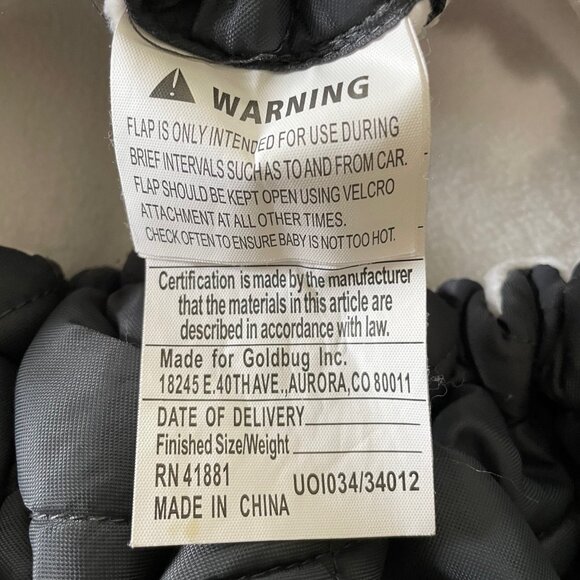 WARNING
FLAP IS ONLY INTENDED FOR USE DURING
BRIEF INTERVALS SUCH AS TO AND FROM CAR.
FLAP SHOULD BE KEPT OPEN USING VELCRO
ATTACHMENT AT ALL OTHER TIMES.
CHECK OFTEN TO ENSURE BABY IS NOT TOO HOT.
Certification is made by the manufacturer
that the materials in this article are
described in accordance with law.
Made for Goldbug Inc.
18245 E.40THAVE.,AURORA,CO 80011
DATE OF DELIVERY
Finished Size/Weight
RN 41881
UOI034/34012
MADE IN CHINA